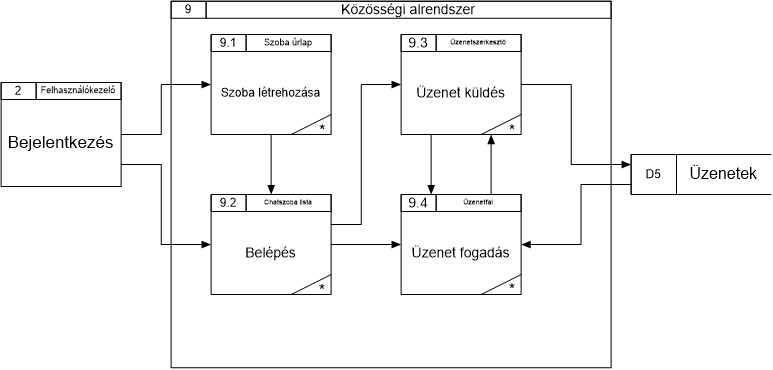 9 Közösségi alrendszer
9.1 Szoba űrlap
Szoba létrehozása
*
9.3 Üzenetszerkesztő
Üzenet küldés
*
2 Felhasználókezelő
Bejelentkezés
D5 Üzenetek
9.2 Chatszoba lista
Belépés
*
9.4 Üzenetfal
Üzenet fogadás
*